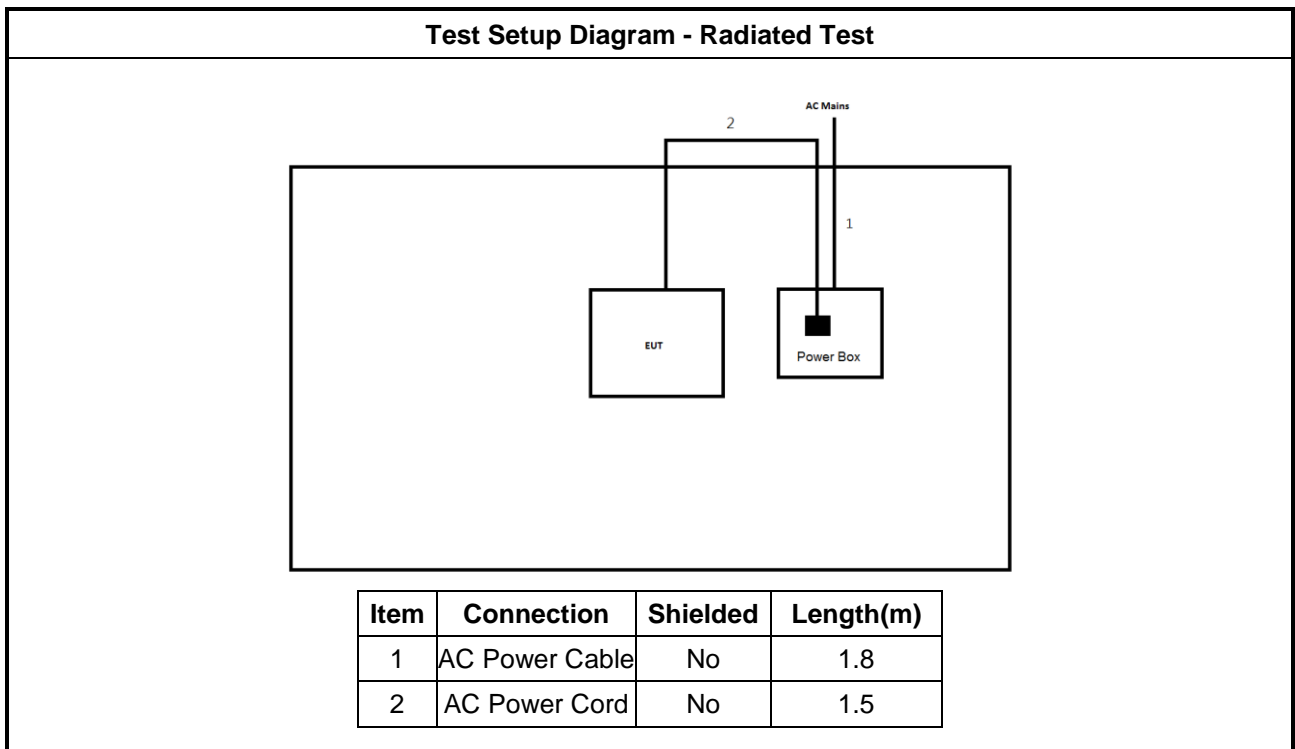 Test Setup Diagram - Radiated Test
AC Mains
2
1
EUT
Power Box
Item Connection Shielded Length(m)
1 AC Power Cable No 1.8
2 AC Power Cord No 1.5